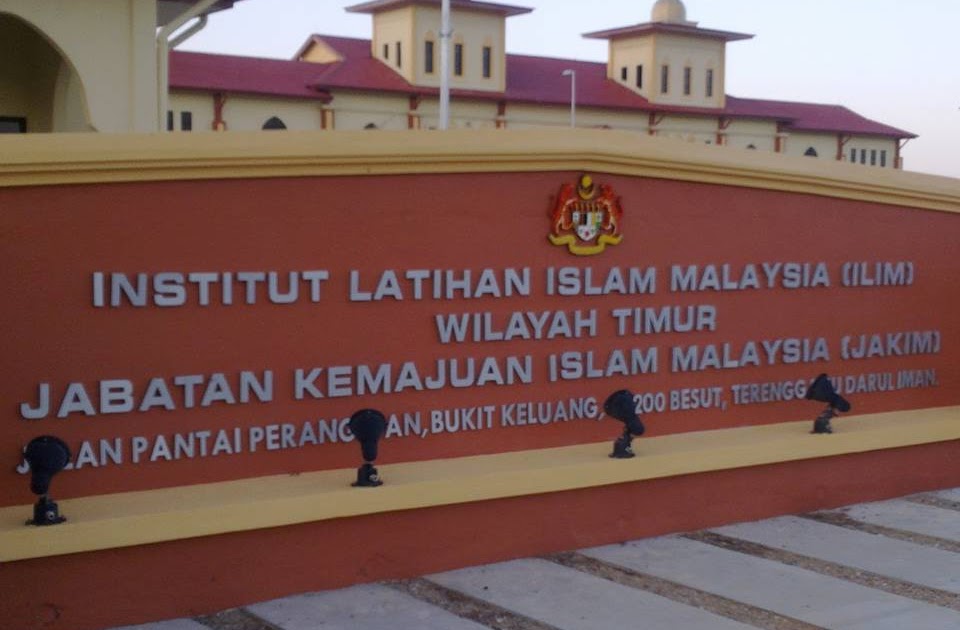 INSTITUT LATIHAN ISLAM MALAYSIA (ILIM)
WILAYAH TIMUR
JABATAN KEMAJUAN ISLAM MALAYSIA (JAKIM)
PANTAI BUKIT KELUANG, BESUT, DARUL IMAN.